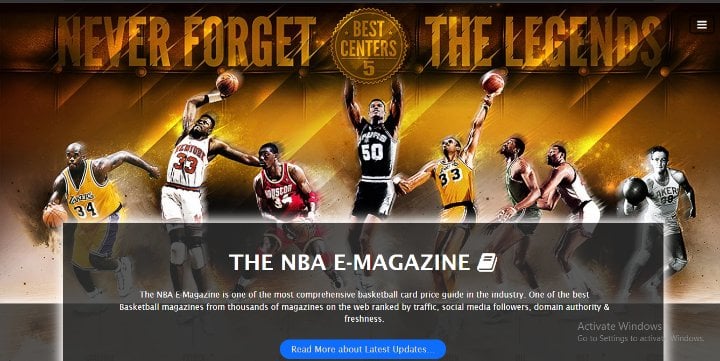 NEVER FORGET THE LEGENDS
BEST
CENTERS
5
33
50
34
34
33
THE NBA E-MAGAZINE
The NBA E-Magazine is one of the most comprehensive basketball card price guide in the industry. One of the best
Basketball magazines from thousands of magazines on the web ranked by traffic, social media followers, domain authority &
freshness.
Activate Windows
Go to Settings to activate Windows.
Read More about Latest Updates...